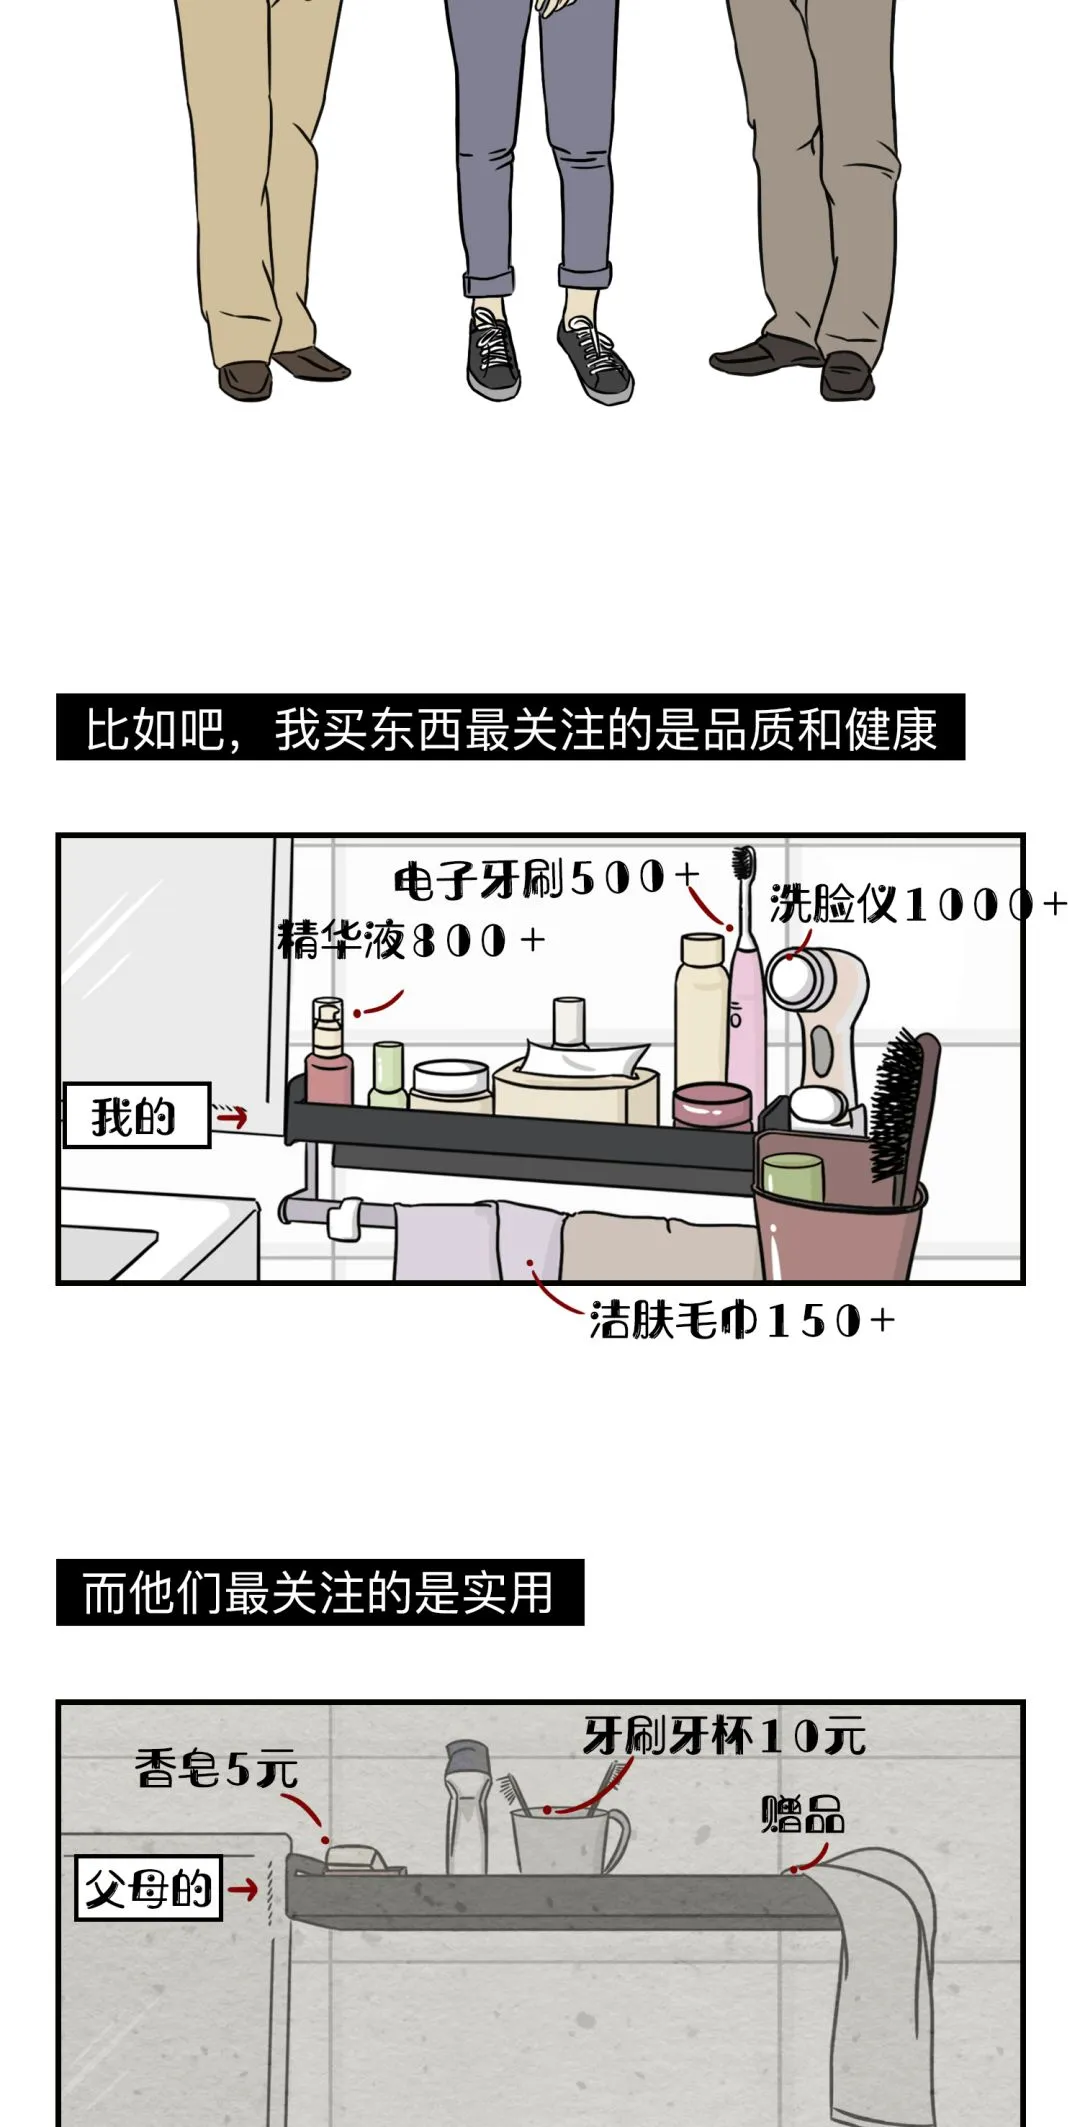 比如吧，我买东西最关注的是品质和健康
电子牙刷500+
洗脸仪1000+
精华液800+
我的
洁肤毛巾150+
而他们最关注的是实用
牙刷牙杯10元
香皂5元
赠品
父母的